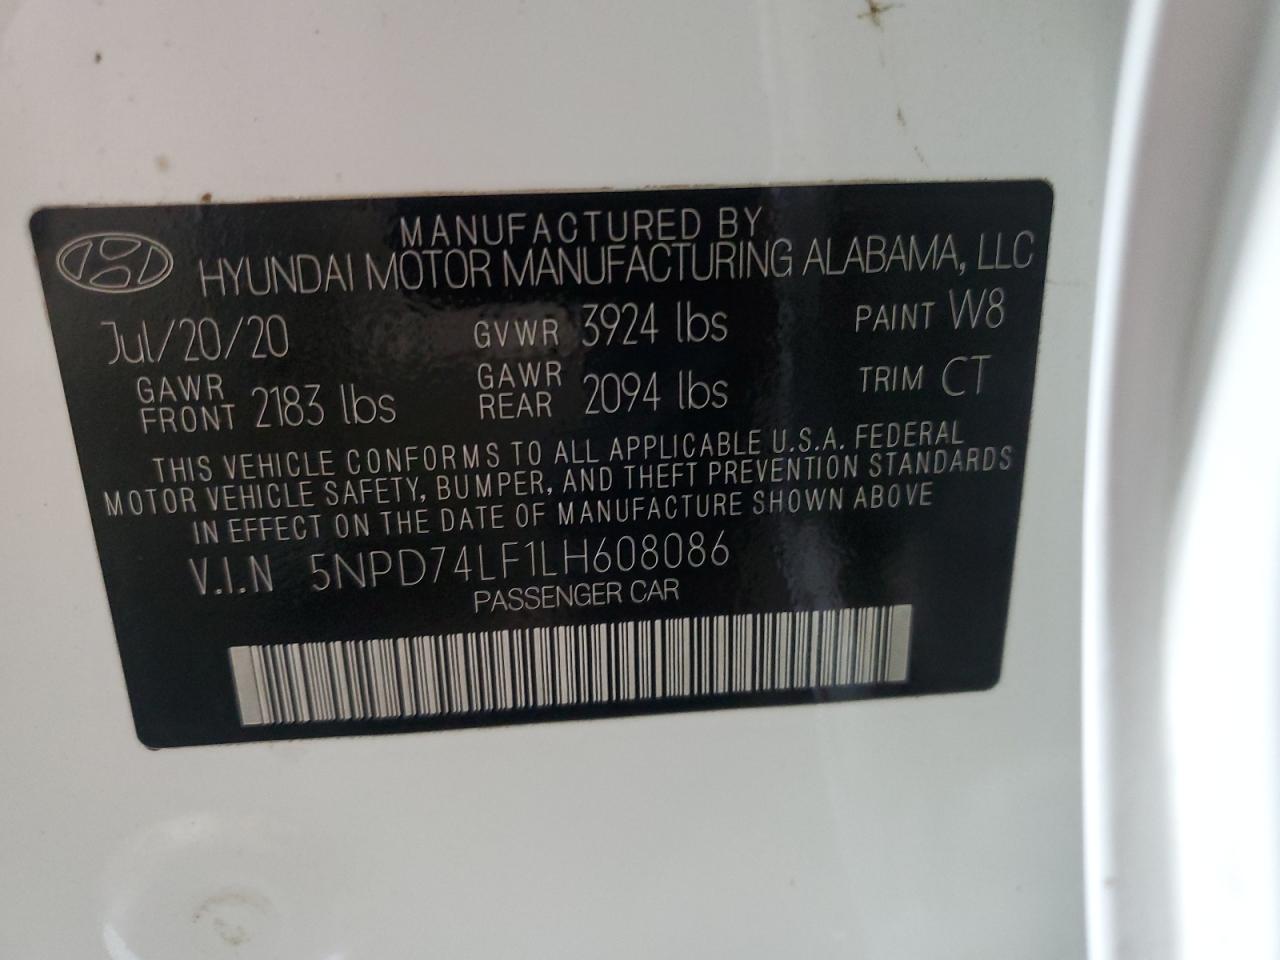 MANUFACTURED BY
HYUNDAI MOTOR MANUFACTURING ALABAMA, LLC
Jul/20/20 GVWR 3924 lbs PAINT W8
GAWR FRONT 2183 lbs GAWR REAR 2094 lbs TRIM CT
THIS VEHICLE CONFORMS TO ALL APPLICABLE U.S.A. FEDERAL
MOTOR VEHICLE SAFETY, BUMPER, AND THEFT PREVENTION STANDARDS
IN EFFECT ON THE DATE OF MANUFACTURE SHOWN ABOVE
V.I.N 5NPD74LF1LH608086
PASSENGER CAR